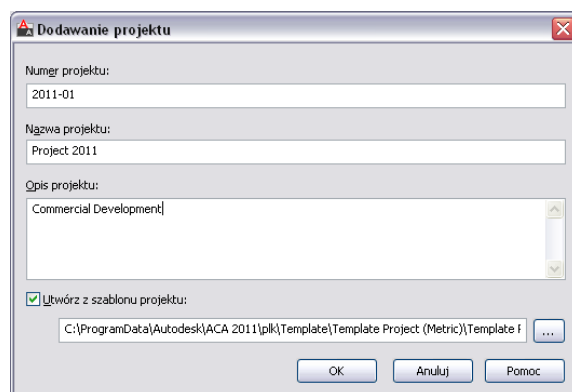 Dodawanie projektu
Numer projektu:
2011-01
Nazwa projektu:
Project 2011
Opis projektu:
Commercial Development
Utwórz z szablonu projektu:
C:\ProgramData\Autodesk\ACA 2011\plk\Template\Template Project (Metric)\Template F
...
OK Anuluj Pomoc